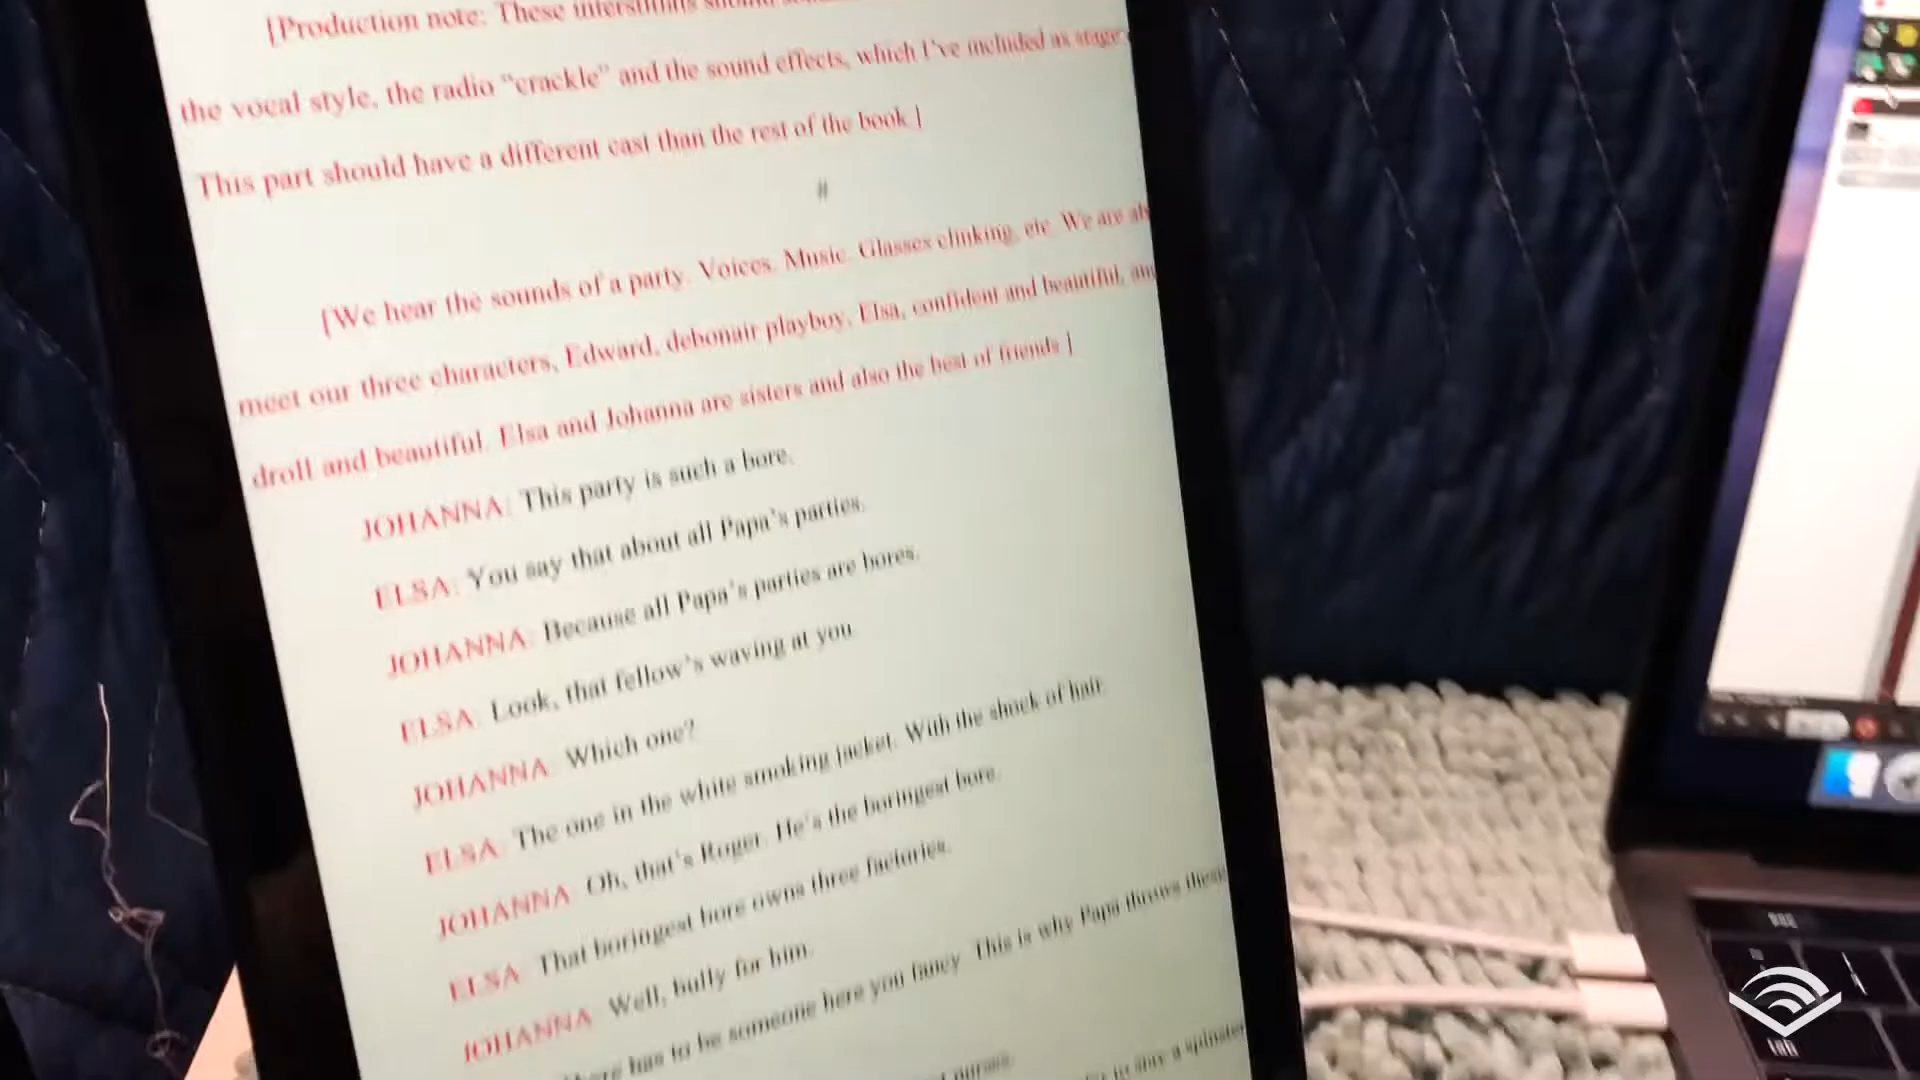 [Production note: These interstitials should
the vocal style, the radio “crackle” and the sound effects, which I’ve included as stage
This part should have a different cast than the rest of the book.]
#
[We hear the sounds of a party. Voices. Music. Glasses clinking, etc. We are
meet our three characters, Edward, debonair playboy, Elsa, confident and beautiful, and
droll and beautiful. Elsa and Johanna are sisters and also the best of friends.]
JOHANNA: This party is such a bore.
ELSA: You say that about all Papa’s parties.
JOHANNA: Because all Papa’s parties are bores.
ELSA: Look, that fellow’s waving at you.
JOHANNA: Which one?
ELSA: The one in the white smoking jacket. With the shock of hair.
JOHANNA: Oh, that’s Roger. He’s the boringest bore.
ELSA: That boringest bore owns three factories.
JOHANNA: Well, bully for him.
has to be someone here you fancy. This is why Papa throws these
to stay a spinster